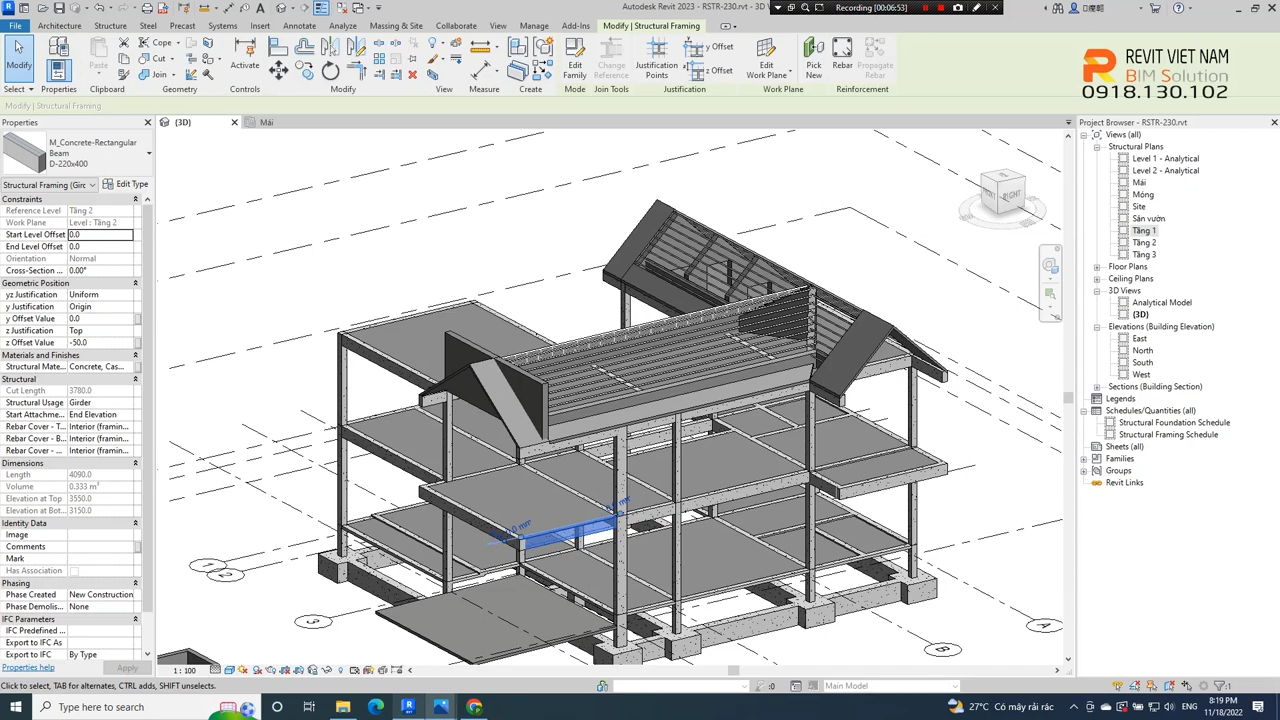 Autodesk Revit 2023 - RSTR-230.rvt - 3D V
Recording [00:06:53]
File
Architecture
Structure
Steel
Precast
Systems
Insert
Annotate
Analyze
Massing & Site
Collaborate
View
Manage
Add-Ins
Modify | Structural Framing
Modify
Properties
Paste
Cope
Cut
Join
Activate
Edit
Family
Change
Reference
Justification
Points
y Offset
z Offset
Edit
Work Plane
Pick
New
Rebar
Propagate
Rebar
Select
Properties
Clipboard
Geometry
Controls
Modify
View
Measure
Create
Mode
Join Tools
Justification
Work Plane
Reinforcement
REVIT VIET NAM
BIM Solution
0918.130.102
Modify | Structural Framing
Properties
M_Concrete-Rectangular
Beam
D-220x400
Structural Framing (Girc
Edit Type
Constraints
Reference Level Tầng 2
Work Plane Level : Tầng 2
Start Level Offset 0.0
End Level Offset 0.0
Orientation Normal
Cross-Section ... 0.00°
Geometric Position
yz Justification Uniform
y Justification Origin
y Offset Value 0.0
z Justification Top
z Offset Value -50.0
Materials and Finishes
Structural Mate... Concrete, Cas...
Structural
Cut Length 3780.0
Structural Usage Girder
Start Attachme... End Elevation
Rebar Cover - T... Interior (framin...
Rebar Cover - B... Interior (framin...
Rebar Cover - ... Interior (framin...
Dimensions
Length 4090.0
Volume 0.333 m³
Elevation at Top 3550.0
Elevation at Bot... 3150.0
Identity Data
Image
Comments
Mark
Has Association
Phasing
Phase Created New Construction
Phase Demolis... None
IFC Parameters
IFC Predefined ...
Export to IFC By Type
Export to IFC As
Properties help
Apply
(3D)
Mái
RIGHT
1
2
3
A
B
1 : 100
Project Browser - RSTR-230.rvt
Views (all)
Structural Plans
Level 1 - Analytical
Level 2 - Analytical
Mái
Móng
Site
Sân vườn
Tầng 1
Tầng 2
Tầng 3
Floor Plans
Ceiling Plans
3D Views
Analytical Model
(3D)
Elevations (Building Elevation)
East
North
South
West
Sections (Building Section)
Legends
Schedules/Quantities (all)
Structural Foundation Schedule
Structural Framing Schedule
Sheets (all)
Families
Groups
Revit Links
Click to select, TAB for alternates, CTRL adds, SHIFT unselects.
:0
Main Model
:1
Type here to search
27°C Có mây rải rác
8:19 PM
11/18/2022